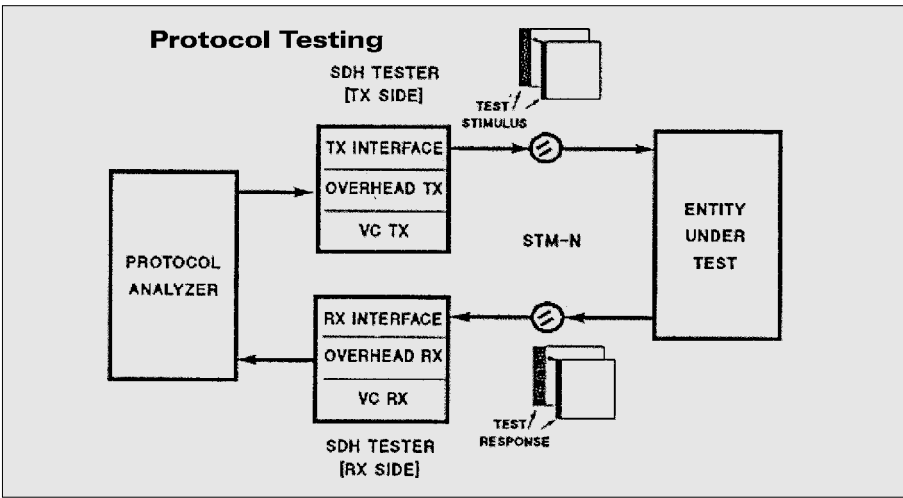 Protocol Testing
SDH TESTER
[TX SIDE]
TEST
STIMULUS
TX INTERFACE
OVERHEAD TX
VC TX
PROTOCOL
ANALYZER
STM-N
ENTITY
UNDER
TEST
RX INTERFACE
OVERHEAD RX
VC RX
TEST
RESPONSE
SDH TESTER
[RX SIDE]